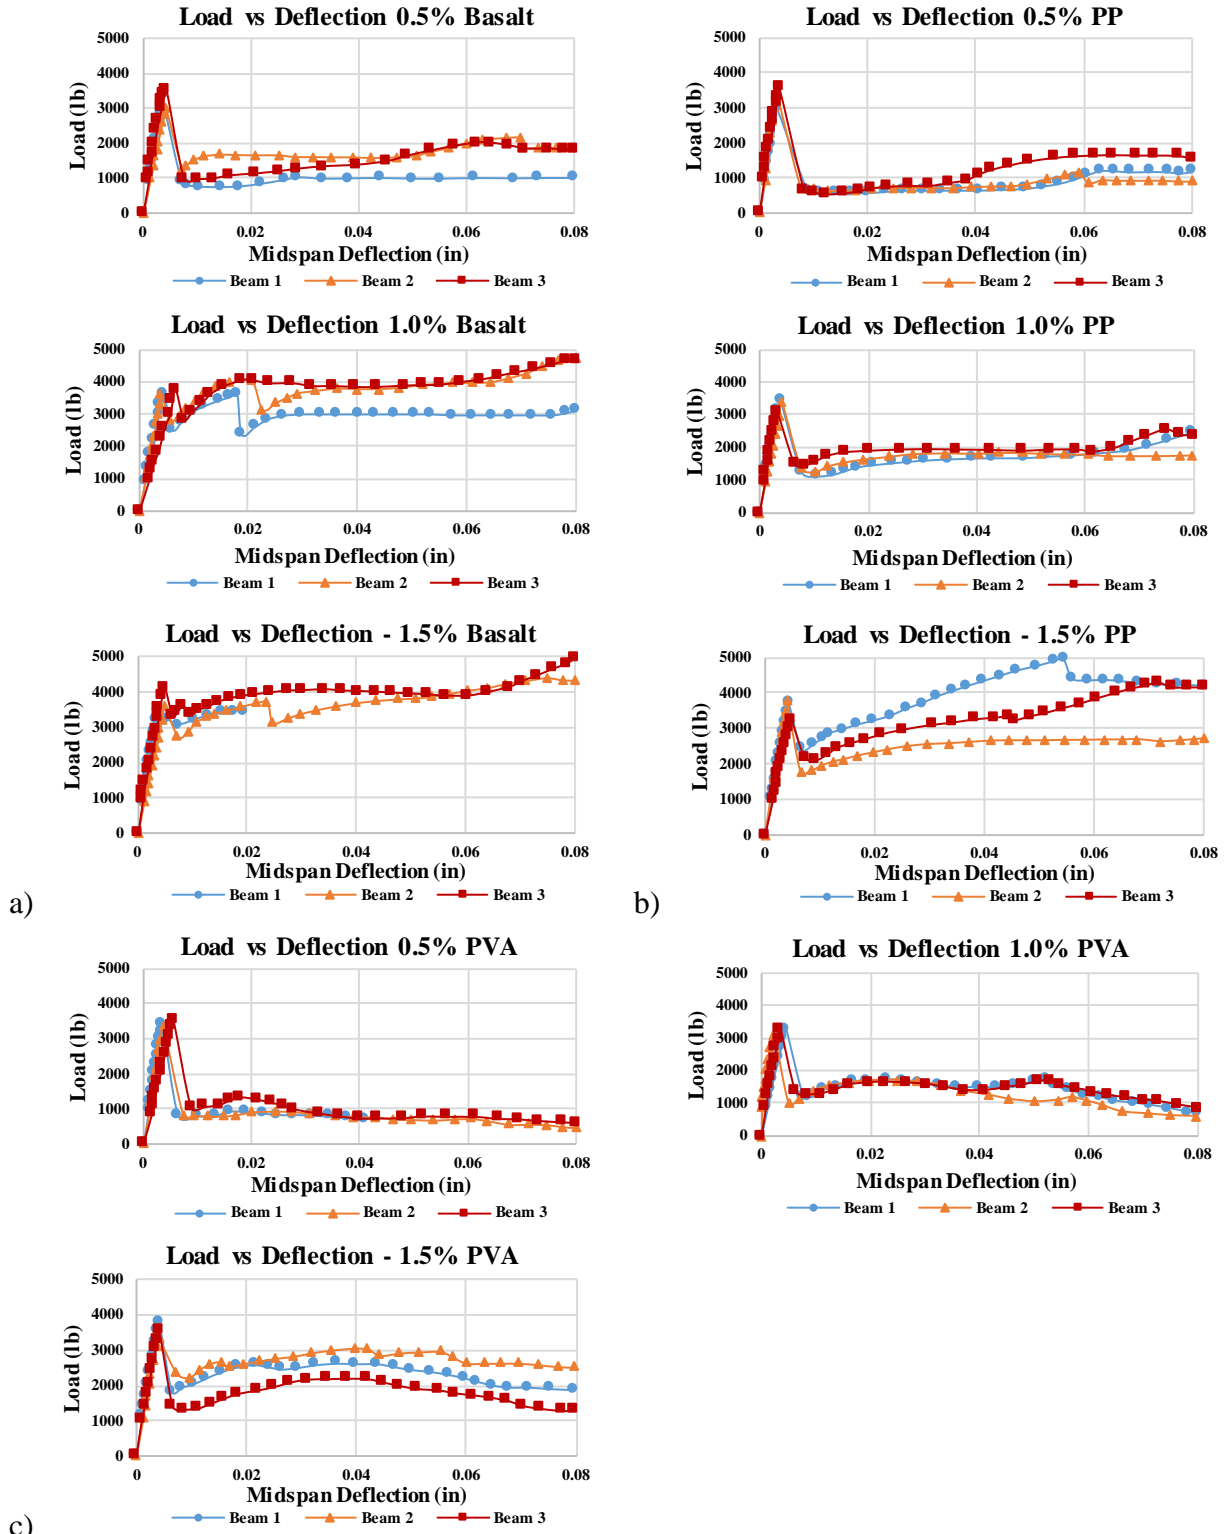 Load vs Deflection 0.5% Basalt
5000
4000
3000
2000
1000
0
Load (lb)
0 0.02 0.04 0.06 0.08
Midspan Deflection (in)
Beam 1 Beam 2 Beam 3
Load vs Deflection 0.5% PP
5000
4000
3000
2000
1000
0
Load (lb)
0 0.02 0.04 0.06 0.08
Midspan Deflection (in)
Beam 1 Beam 2 Beam 3
Load vs Deflection 1.0% Basalt
5000
4000
3000
2000
1000
0
Load (lb)
0 0.02 0.04 0.06 0.08
Midspan Deflection (in)
Beam 1 Beam 2 Beam 3
Load vs Deflection 1.0% PP
5000
4000
3000
2000
1000
0
Load (lb)
0 0.02 0.04 0.06 0.08
Midspan Deflection (in)
Beam 1 Beam 2 Beam 3
Load vs Deflection - 1.5% Basalt
5000
4000
3000
2000
1000
0
Load (lb)
0 0.02 0.04 0.06 0.08
Midspan Deflection (in)
Beam 1 Beam 2 Beam 3
a)
Load vs Deflection - 1.5% PP
5000
4000
3000
2000
1000
0
Load (lb)
0 0.02 0.04 0.06 0.08
Midspan Deflection (in)
Beam 1 Beam 2 Beam 3
b)
Load vs Deflection 0.5% PVA
5000
4000
3000
2000
1000
0
Load (lb)
0 0.02 0.04 0.06 0.08
Midspan Deflection (in)
Beam 1 Beam 2 Beam 3
Load vs Deflection 1.0% PVA
5000
4000
3000
2000
1000
0
Load (lb)
0 0.02 0.04 0.06 0.08
Midspan Deflection (in)
Beam 1 Beam 2 Beam 3
Load vs Deflection - 1.5% PVA
5000
4000
3000
2000
1000
0
Load (lb)
0 0.02 0.04 0.06 0.08
Midspan Deflection (in)
Beam 1 Beam 2 Beam 3
c)